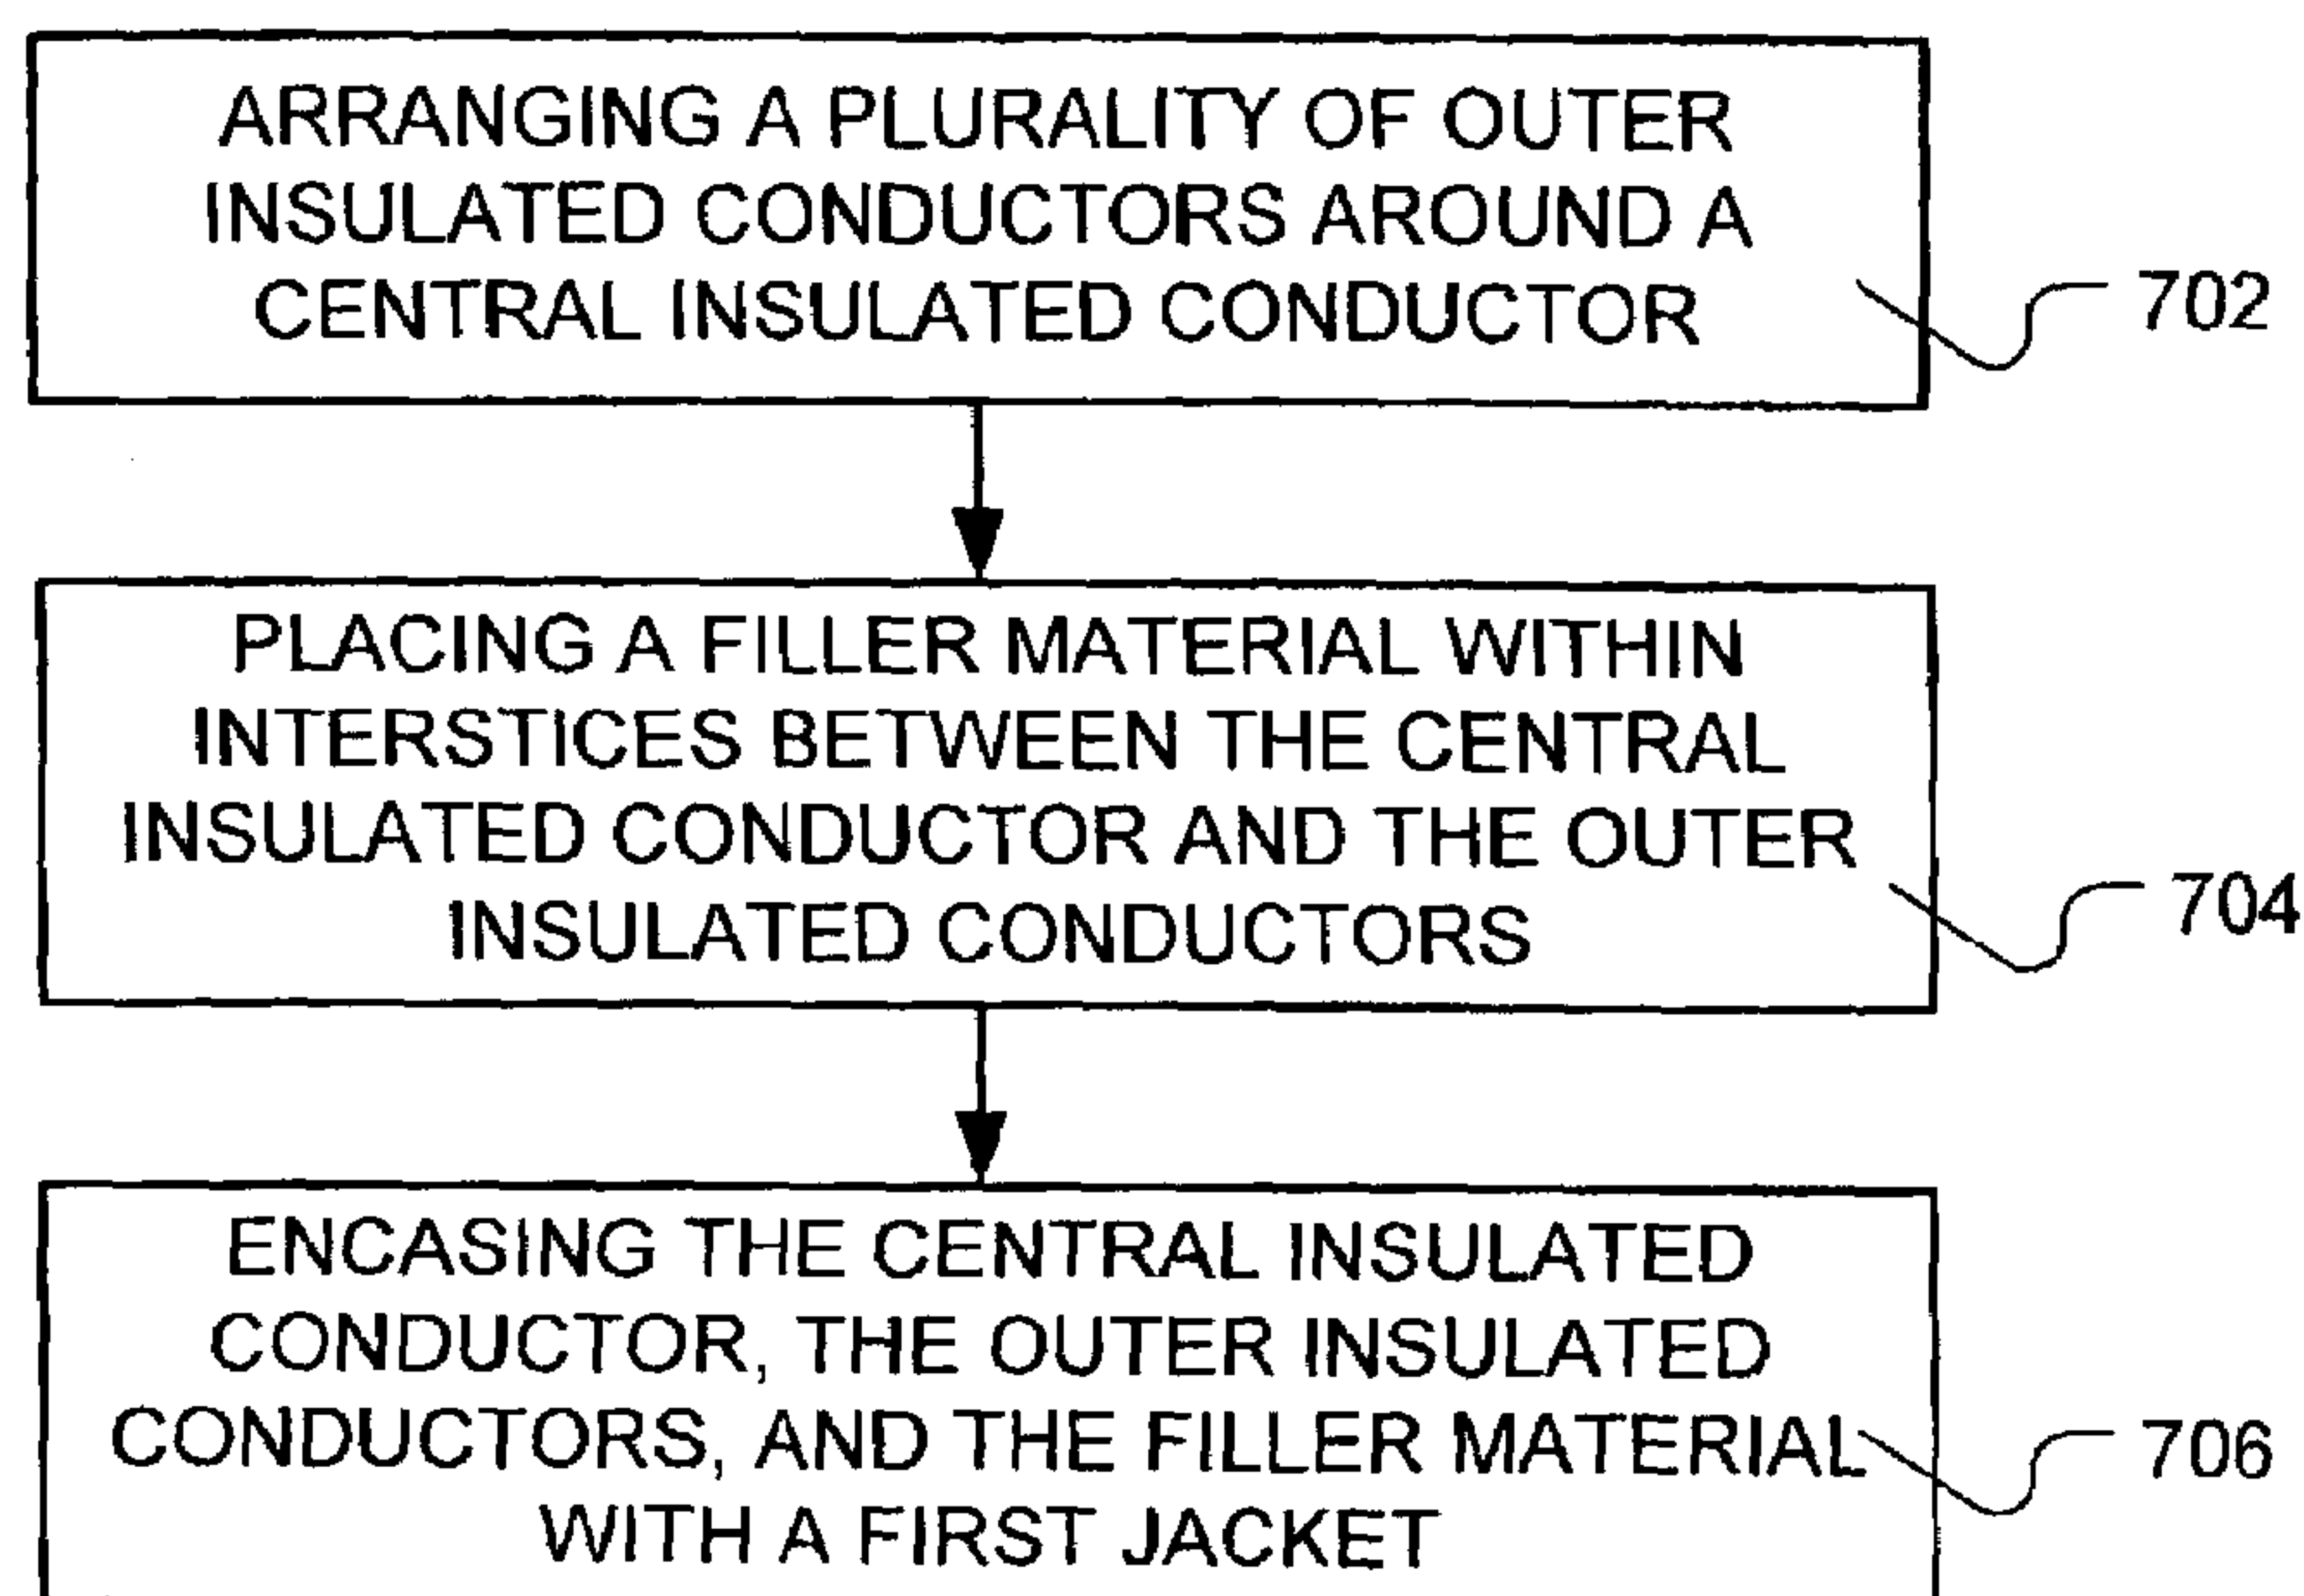 ARRANGING A PLURALITY OF OUTER
INSULATED CONDUCTORS AROUND A
CENTRAL INSULATED CONDUCTOR
702
PLACING A FILLER MATERIAL WITHIN
INTERSTICES BETWEEN THE CENTRAL
INSULATED CONDUCTOR AND THE OUTER
INSULATED CONDUCTORS
704
ENCASING THE CENTRAL INSULATED
CONDUCTOR, THE OUTER INSULATED
CONDUCTORS, AND THE FILLER MATERIAL
WITH A FIRST JACKET
706